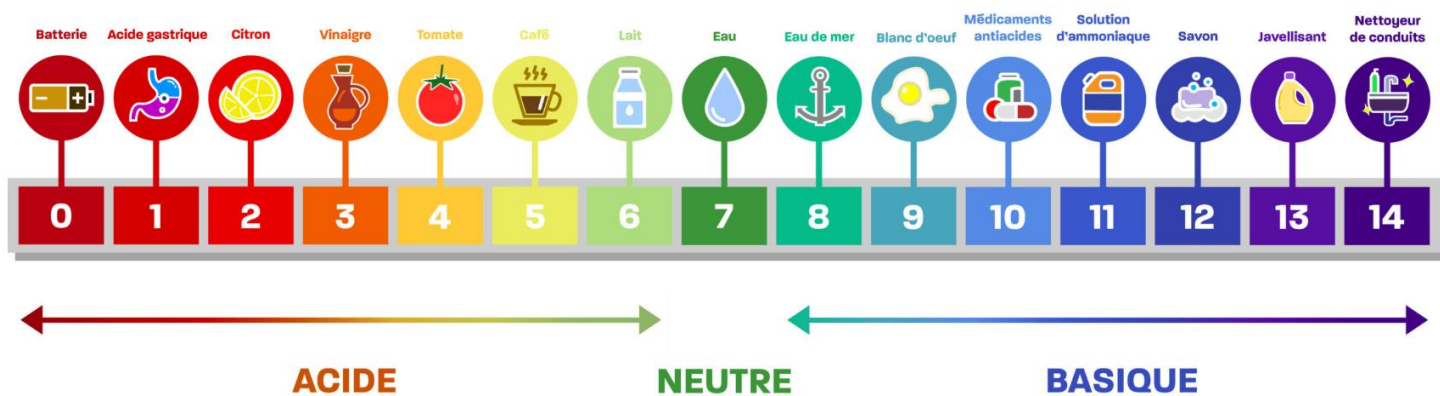 Batterie
Acide gastrique
Citron
Vinaigre
Tomate
Café
Lait
Eau
Eau de mer
Blanc d'oeuf
Médicaments
antiacides
Solution
d'ammoniaque
Savon
Javellisant
Nettoyeur
de conduits
0 1 2 3 4 5 6 7 8 9 10 11 12 13 14
ACIDE
NEUTRE
BASIQUE